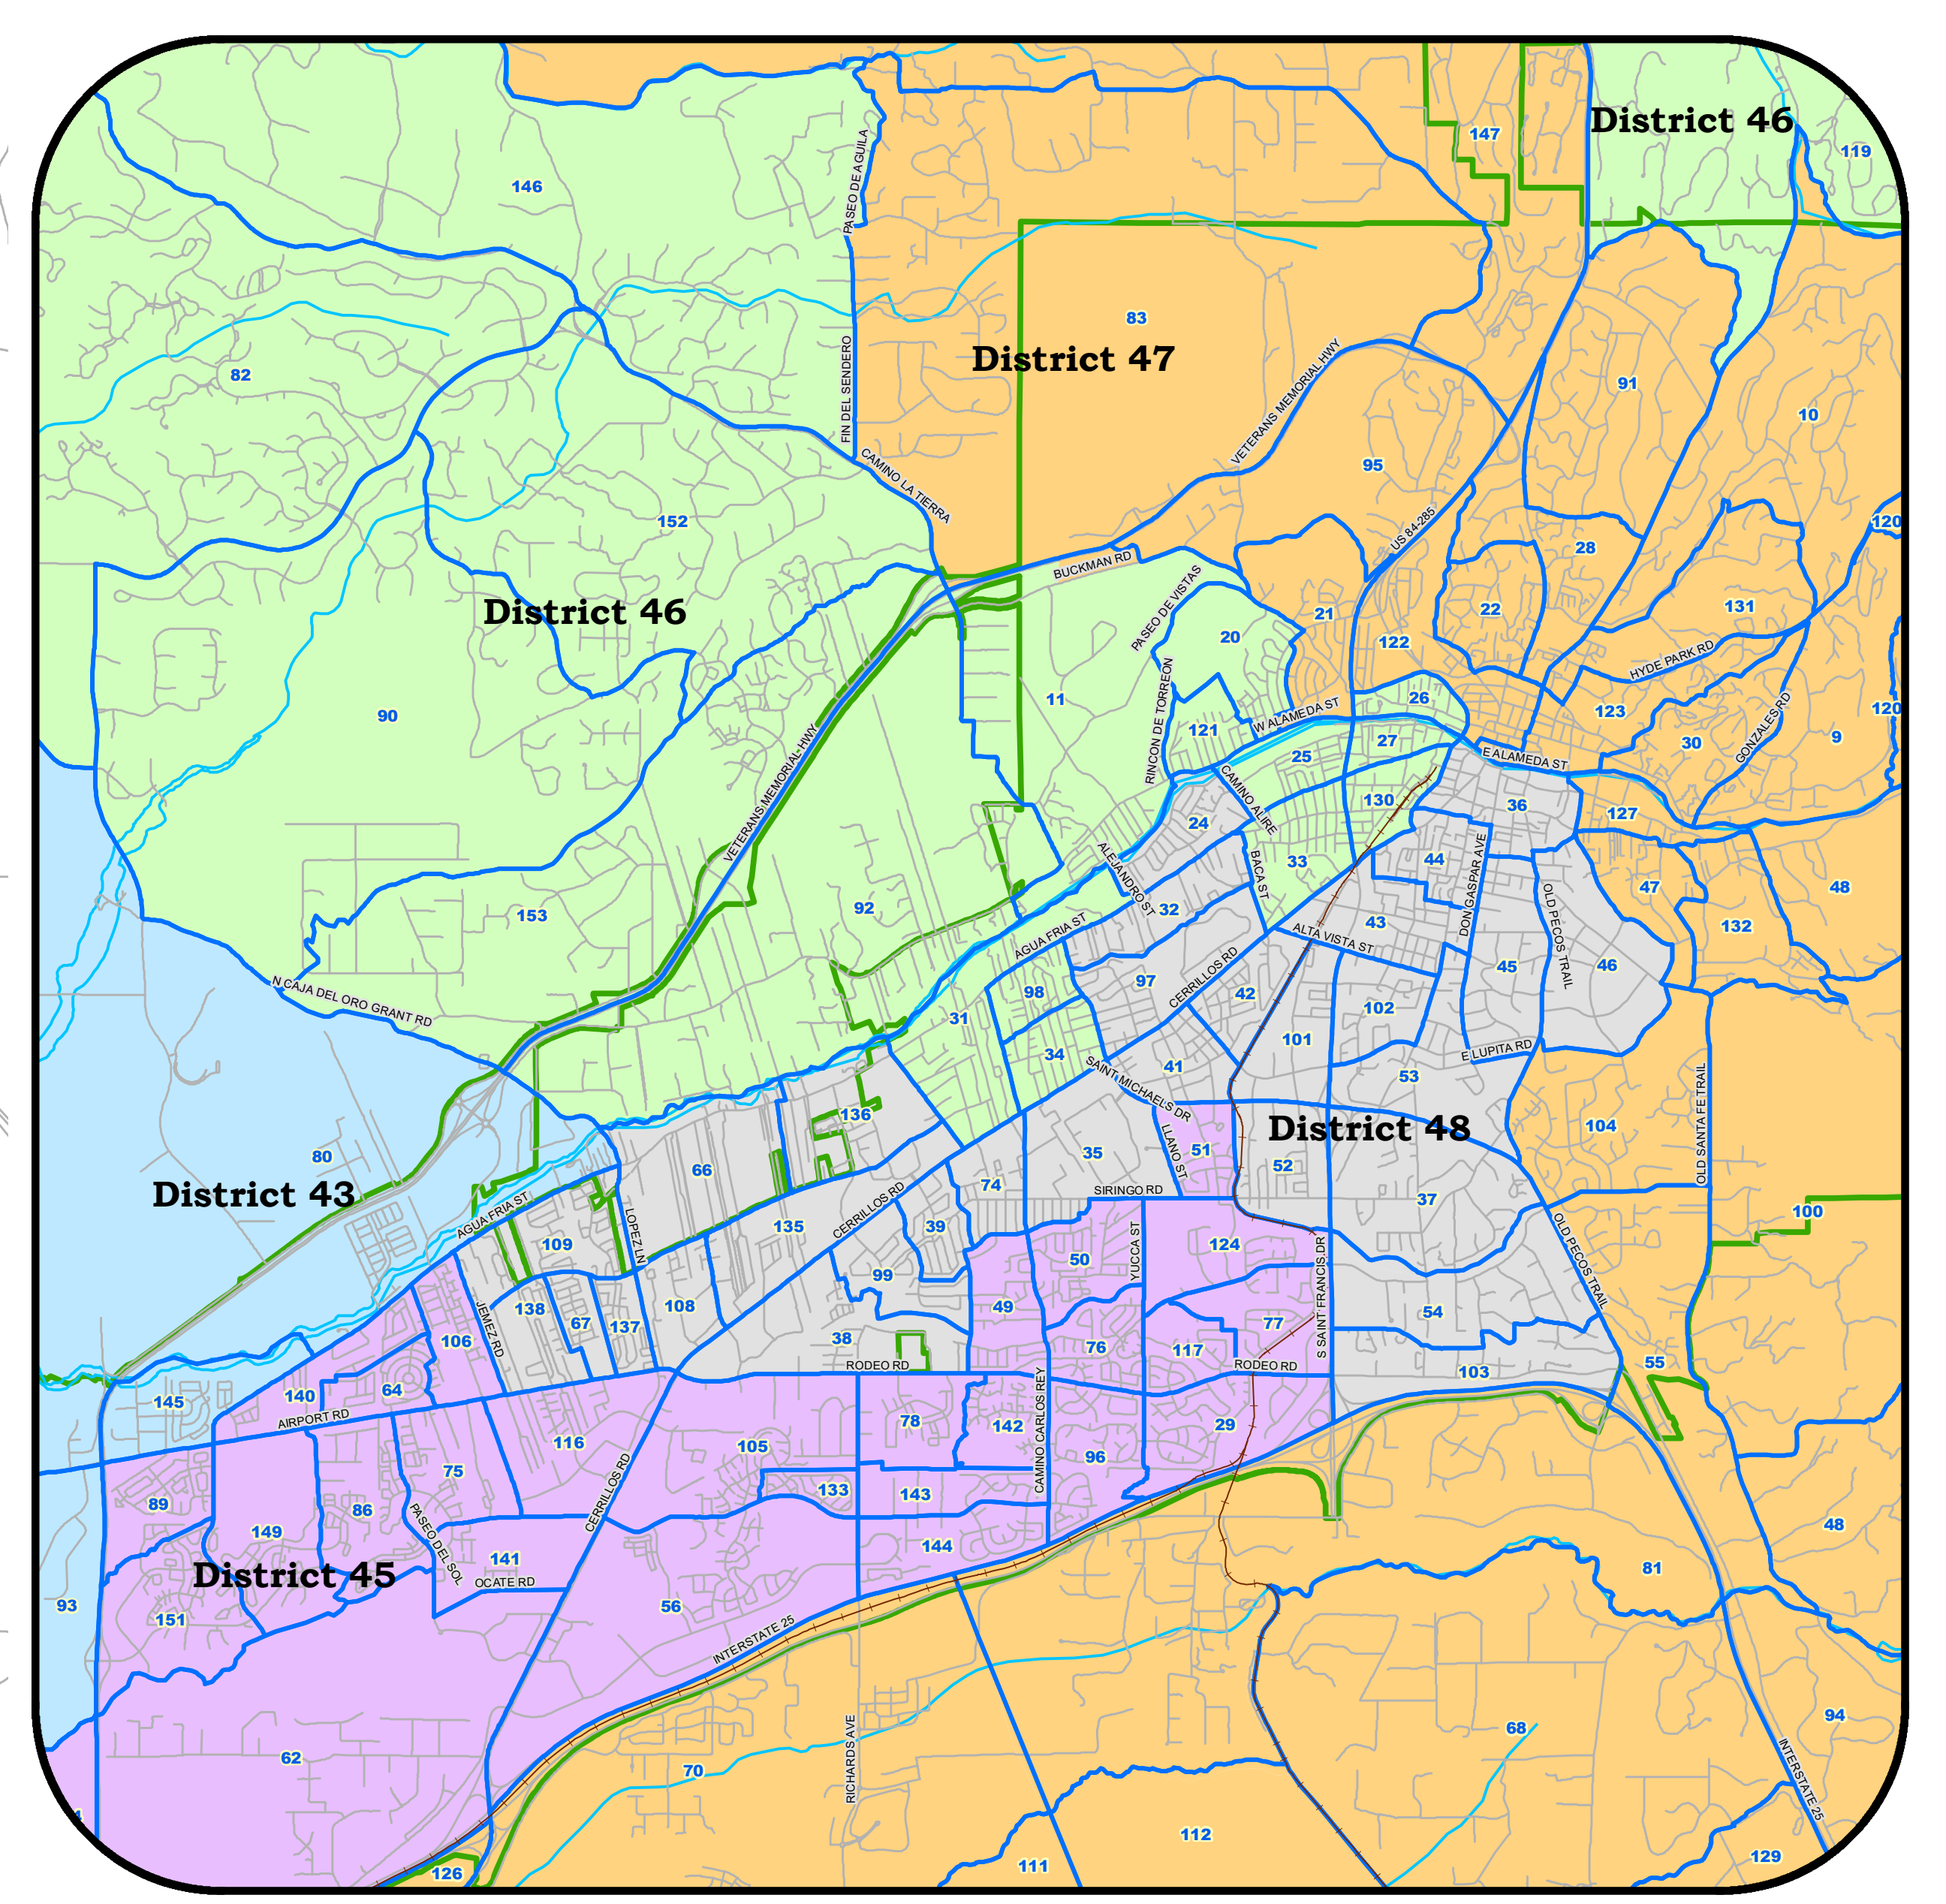 District 46
147
119
146
PASEO DE AGUILA
83
District 47
82
FIN DEL SENDERO
VETERANS MEMORIAL HWY
91
10
95
CAMINO LA TIERRA
152
120
US 84-285
28
BUCKMAN RD
PASEO DE VISTAS
District 46
21
22
131
20
122
HYDE PARK RD
11
RINCON DE TORREÓN
26
123
120
90
W ALAMEDA ST
121
27
30
GONZALES RD
9
25
E ALAMEDA ST
VETERANS MEMORIAL HWY
CAMINO ALIRE
130
36
127
24
ALEJANDRO ST
BACA ST
33
44
DON GASPAR AVE
OLD PECOS TRAIL
47
48
153
92
32
AGUA FRIA ST
43
132
ALTA VISTA ST
45
46
N CAJA DEL ORO GRANT RD
98
97
CERRILLOS RD
42
31
102
101
34
SAINT MICHAELS DR
41
E LUPITA RD
53
OLD SANTA FE TRAIL
136
District 48
104
80
66
35
LLANO ST
51
52
District 43
SIRINGO RD
74
37
100
AGUA FRIA ST
LOPEZ LN
135
CERRILLOS RD
39
109
50
YUCCA ST
124
S SAINT FRANCIS DR
OLD PECOS TRAIL
99
138
67
137
108
49
54
106
JEMEZ RD
38
76
117
77
RODEO RD
RODEO RD
103
55
145
140
64
AIRPORT RD
78
142
CAMINO CARLOS REY
29
116
105
96
75
133
143
89
86
CERRILLOS RD
149
PASEO DEL SOL
144
48
District 45
141
81
OCATE RD
93
151
56
INTERSTATE 25
RICHARDS AVE
68
94
62
70
INTERSTATE 25
112
111
129
126